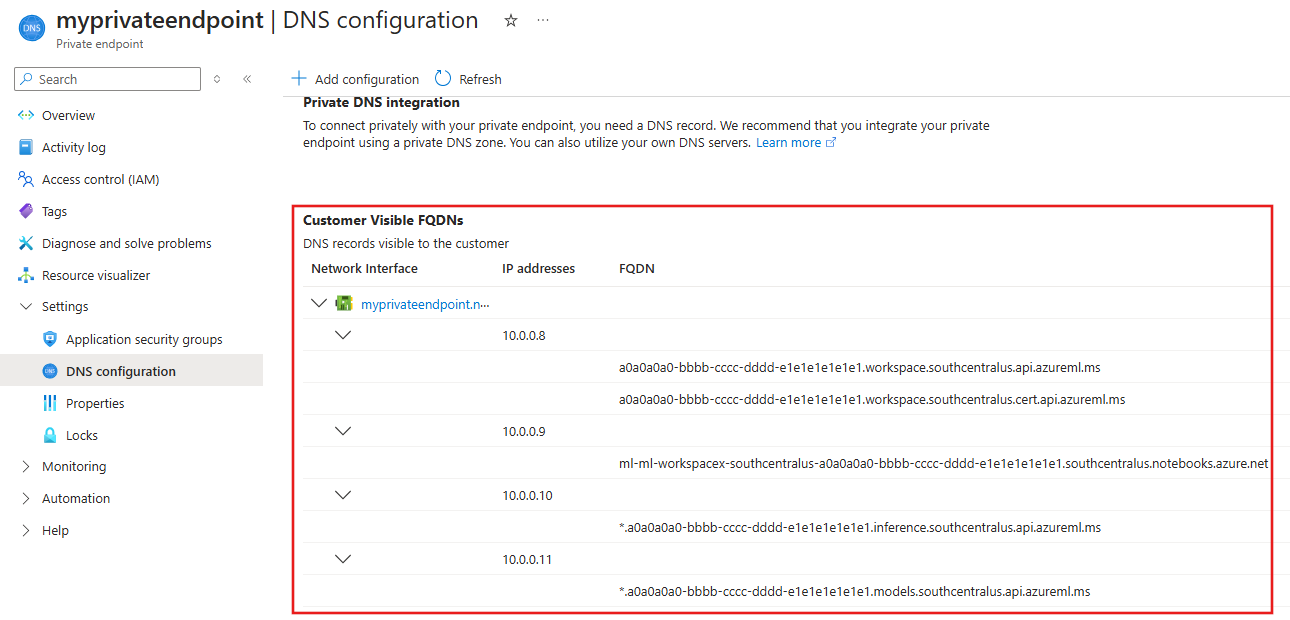 DNS
myprivateendpoint | DNS configuration
Private endpoint
Search
Overview
Activity log
Access control (IAM)
Tags
Diagnose and solve problems
Resource visualizer
Settings
Application security groups
DNS configuration
Properties
Locks
Monitoring
Automation
Help
Add configuration
Refresh
Private DNS integration
To connect privately with your private endpoint, you need a DNS record. We recommend that you integrate your private
endpoint using a private DNS zone. You can also utilize your own DNS servers. Learn more
Customer Visible FQDNs
DNS records visible to the customer
Network Interface IP addresses FQDN
myprivateendpoint.n...
10.0.0.8
a0a0a0a0-bbbb-cccc-dddd-e1e1e1e1e1e1.workspace.southcentralus.api.azureml.ms
a0a0a0a0-bbbb-cccc-dddd-e1e1e1e1e1e1.workspace.southcentralus.cert.api.azureml.ms
10.0.0.9
ml-ml-workspacex-southcentralus-a0a0a0a0-bbbb-cccc-dddd-e1e1e1e1e1e1.southcentralus.notebooks.azure.net
10.0.0.10
*.a0a0a0a0-bbbb-cccc-dddd-e1e1e1e1e1e1.inference.southcentralus.api.azureml.ms
10.0.0.11
*.a0a0a0a0-bbbb-cccc-dddd-e1e1e1e1e1e1.models.southcentralus.api.azureml.ms